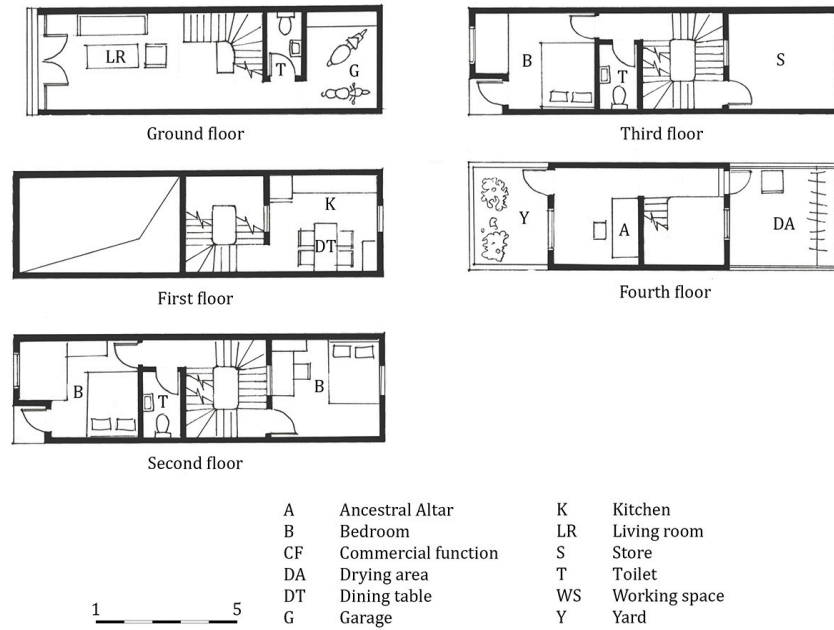 LR
T
G
Ground floor
B
T
S
Third floor
K
DT
First floor
Y
A
DA
Fourth floor
B
T
B
Second floor
A Ancestral Altar
B Bedroom
CF Commercial function
DA Drying area
DT Dining table
G Garage
K Kitchen
LR Living room
S Store
T Toilet
WS Working space
Y Yard
1 5